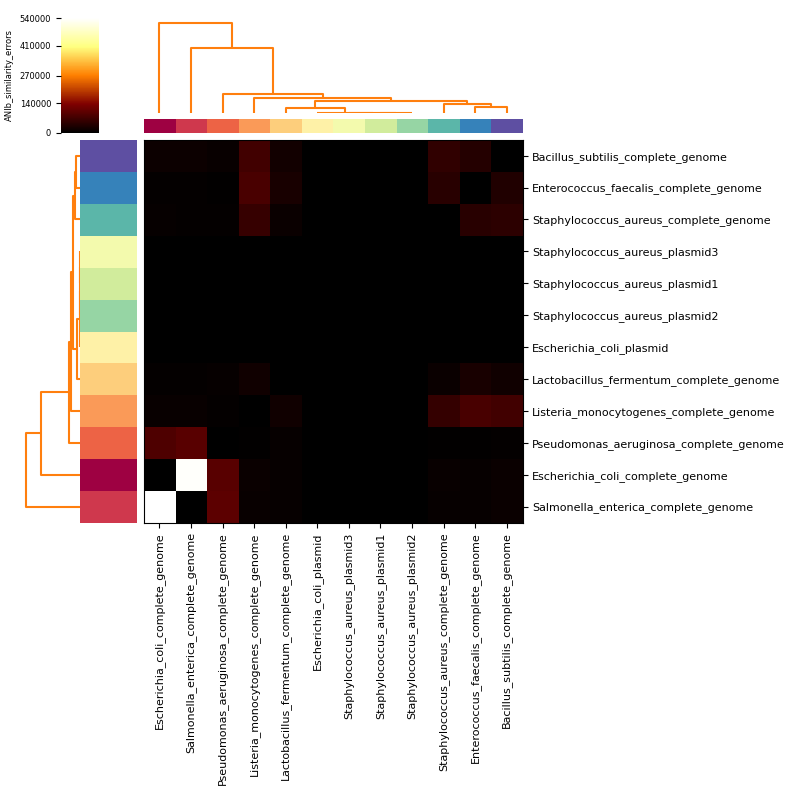 540000
410000
270000
140000
0
ANIb_similarity_errors
Bacillus_subtilis_complete_genome
Enterococcus_faecalis_complete_genome
Staphylococcus_aureus_complete_genome
Staphylococcus_aureus_plasmid3
Staphylococcus_aureus_plasmid1
Staphylococcus_aureus_plasmid2
Escherichia_coli_plasmid
Lactobacillus_fermentum_complete_genome
Listeria_monocytogenes_complete_genome
Pseudomonas_aeruginosa_complete_genome
Escherichia_coli_complete_genome
Salmonella_enterica_complete_genome
Escherichia_coli_complete_genome
Salmonella_enterica_complete_genome
Pseudomonas_aeruginosa_complete_genome
Listeria_monocytogenes_complete_genome
Lactobacillus_fermentum_complete_genome
Escherichia_coli_plasmid
Staphylococcus_aureus_plasmid3
Staphylococcus_aureus_plasmid1
Staphylococcus_aureus_plasmid2
Staphylococcus_aureus_complete_genome
Enterococcus_faecalis_complete_genome
Bacillus_subtilis_complete_genome